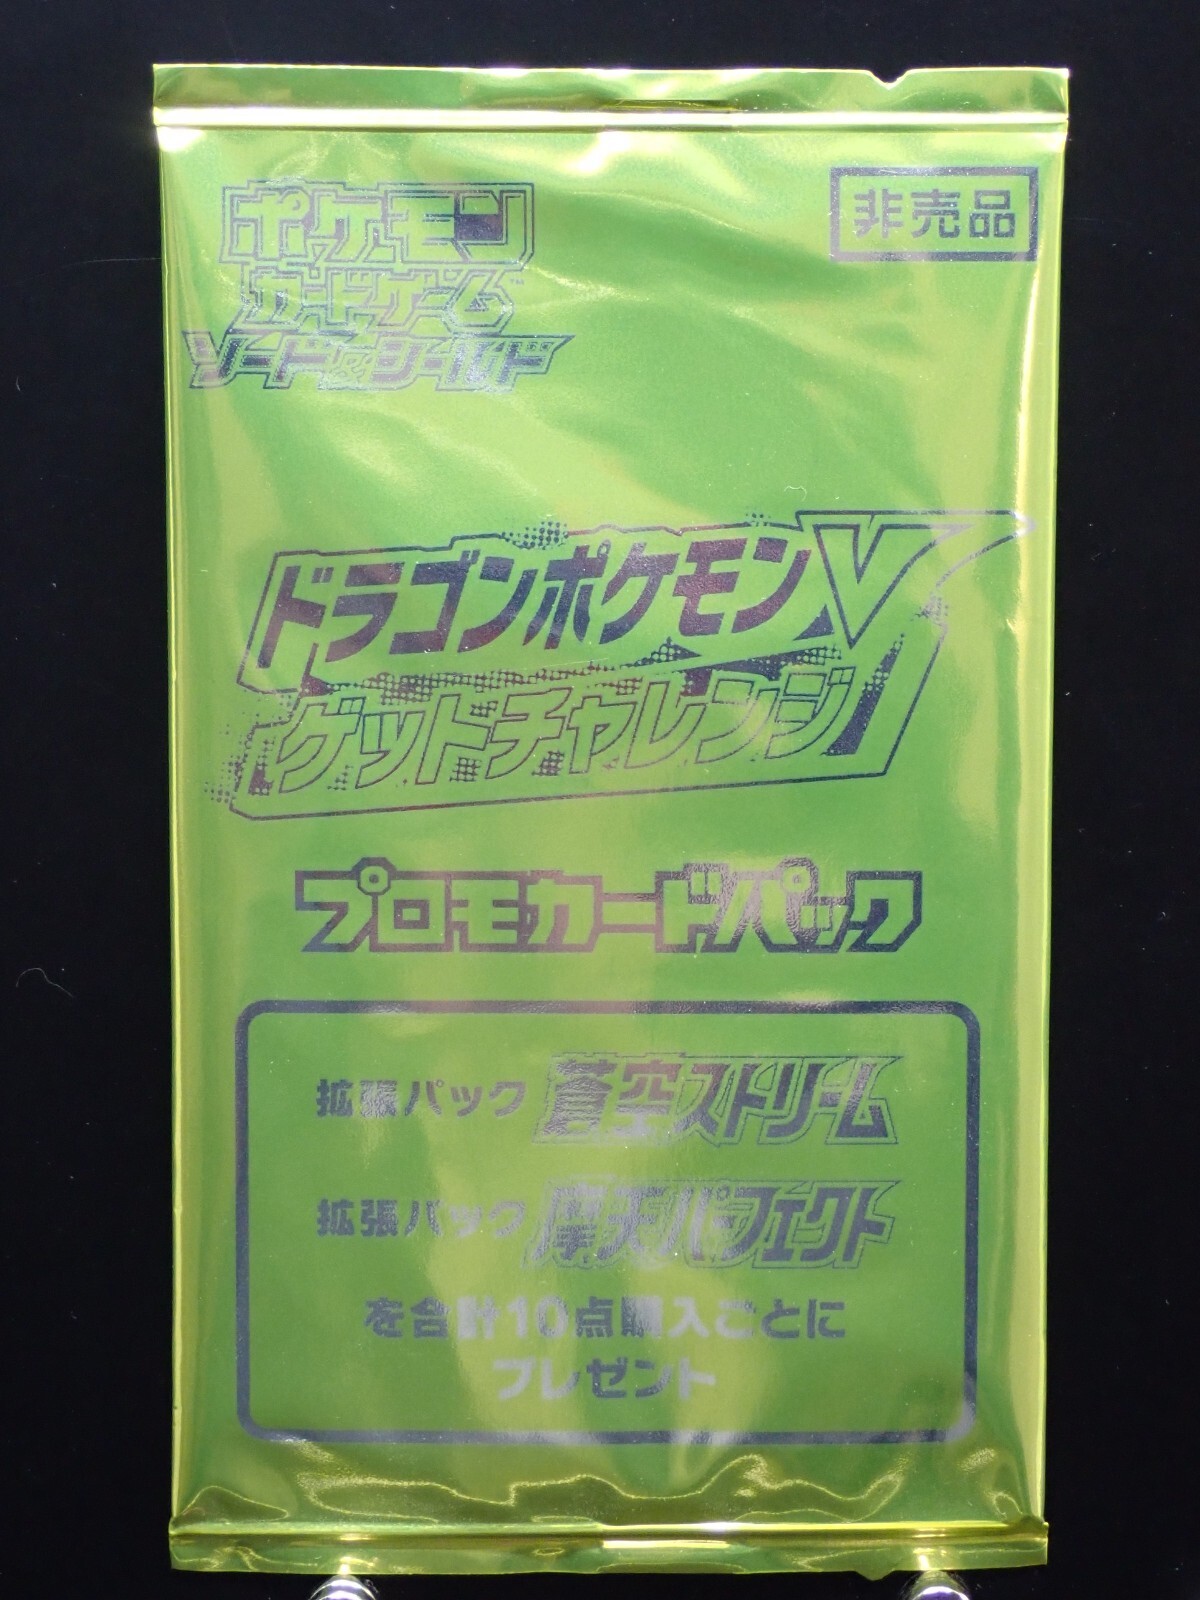 ポケモン
カードゲーム™
ソード&シールド
非売品
ドラゴンポケモンV
ゲットチャレンジ
プロモカードパック
拡張パック 蒼空ストリーム
拡張パック 摩天パーフェクト
を合計10点購入ごとに
プレゼント